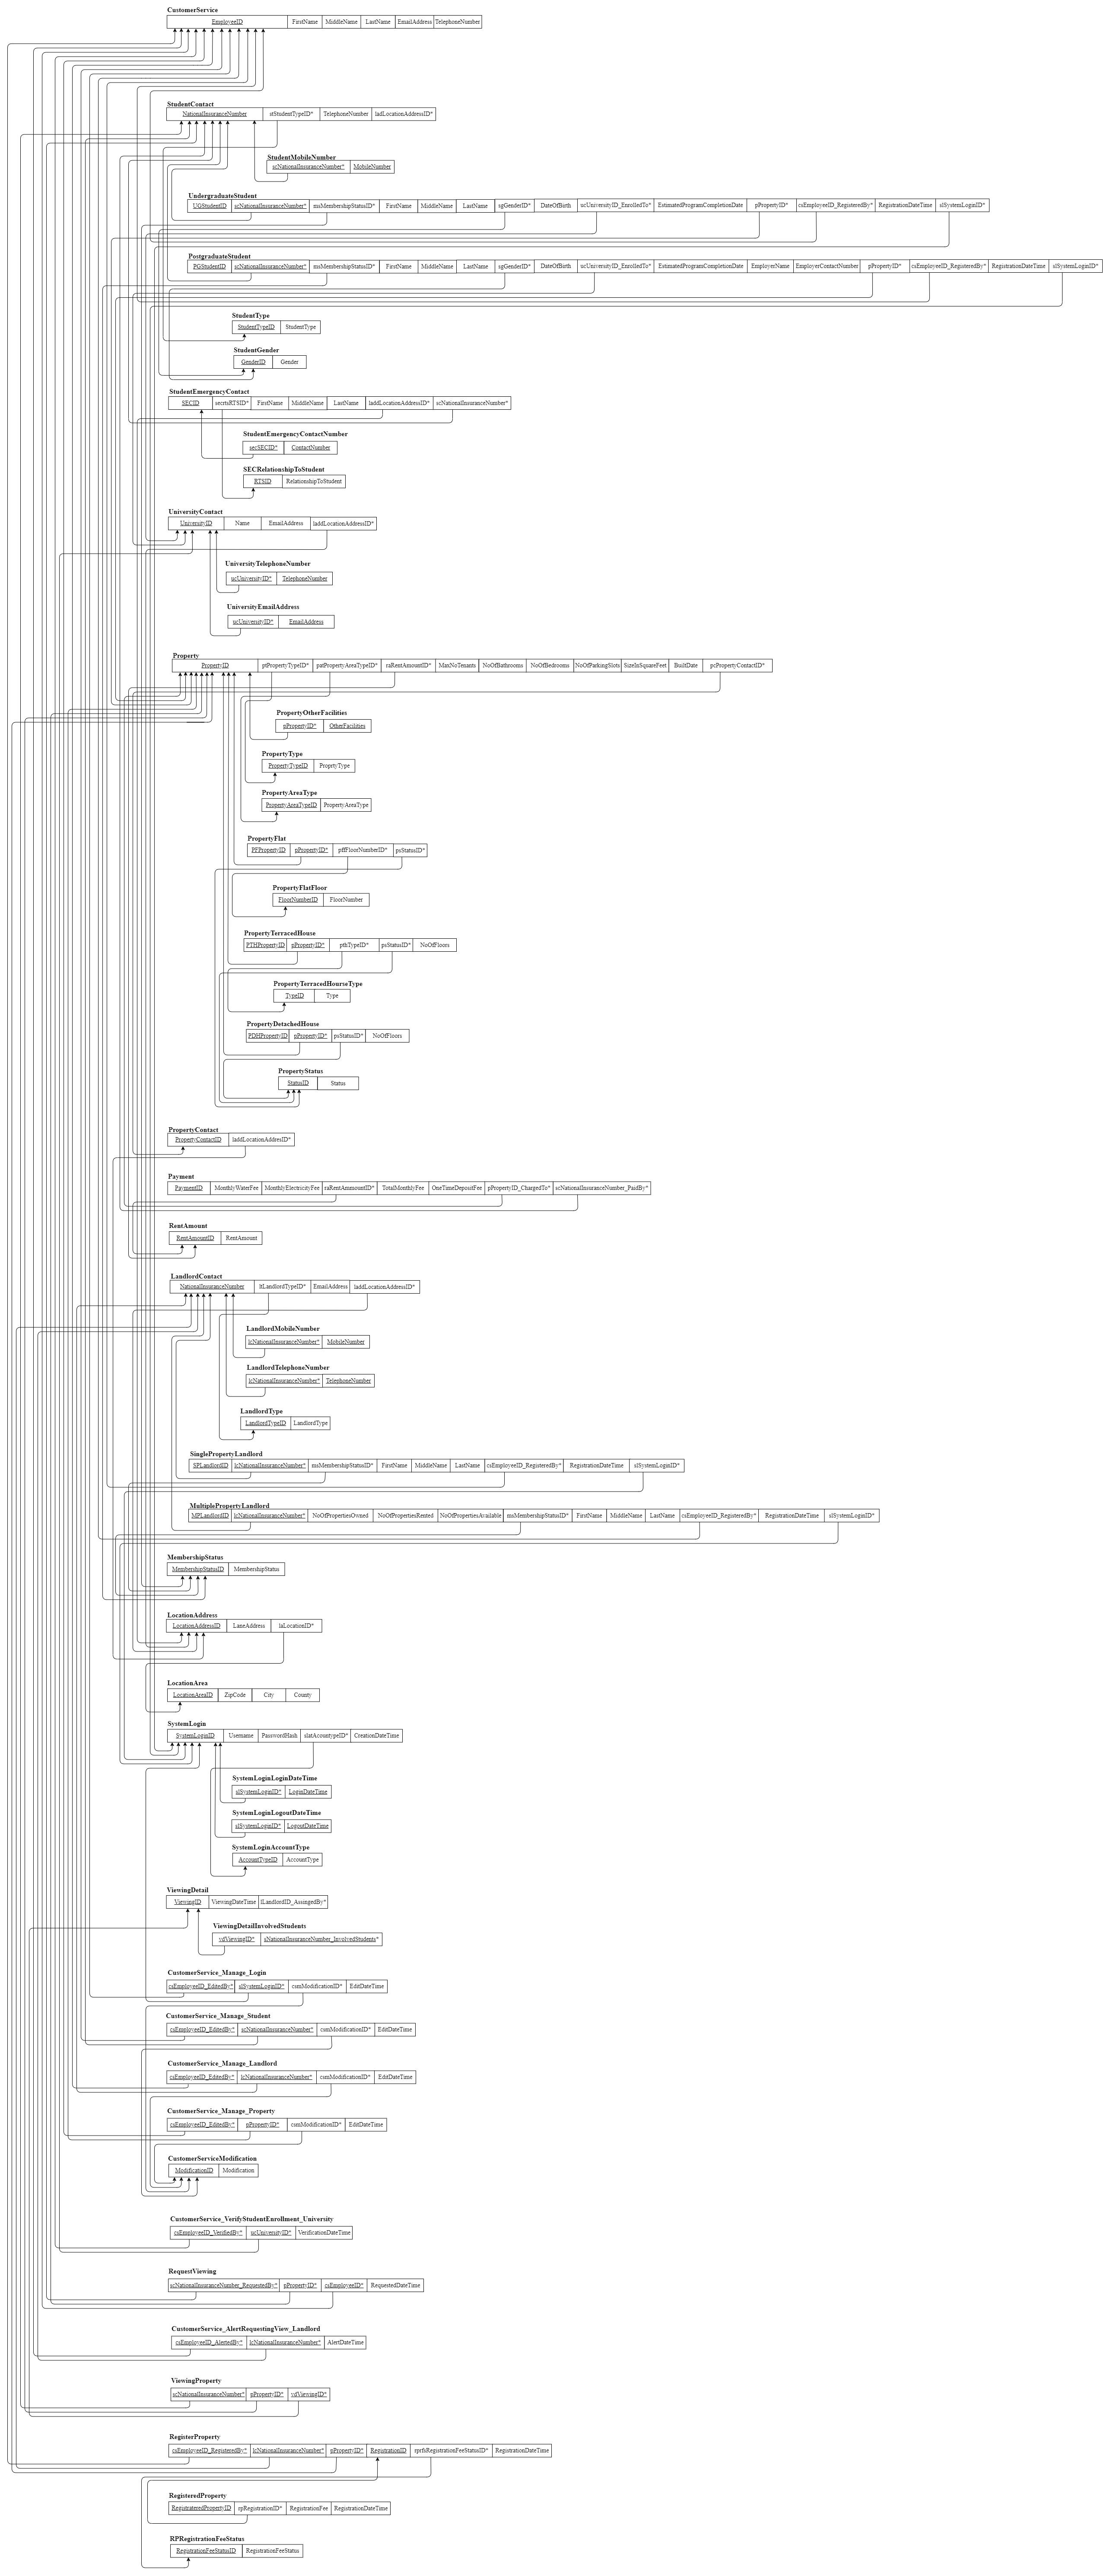 CustomerService
EmployeeID FirstName MiddleName LastName EmailAddress TelephoneNumber
StudentContact
NationalInsuranceNumber stStudentTypeID* TelephoneNumber ladLocationAddressID*
StudentMobileNumber
scNationalInsuranceNumber* MobileNumber
UndergraduateStudent
UGStudentID scNationalInsuranceNumber* msMembershipStatusID* FirstName MiddleName LastName sgGenderID* DateOfBirth ucUniversityID_EnrolledTo* EstimatedProgramCompletionDate pPropertyID* csEmployeeID_RegisteredBy* RegistrationDateTime slSystemLoginID*
PostgraduateStudent
PGStudentID scNationalInsuranceNumber* msMembershipStatusID* FirstName MiddleName LastName sgGenderID* DateOfBirth ucUniversityID_EnrolledTo* EstimatedProgramCompletionDate EmployerName EmployerContactNumber pPropertyID* csEmployeeID_RegisteredBy* RegistrationDateTime slSystemLoginID*
StudentType
StudentTypeID StudentType
StudentGender
GenderID Gender
StudentEmergencyContact
SECID secrtsRTSID* FirstName MiddleName LastName laddLocationAddressID* scNationalInsuranceNumber*
StudentEmergencyContactNumber
secSECID* ContactNumber
SECRelationshipToStudent
RTSID RelationshipToStudent
UniversityContact
UniversityID Name EmailAddress laddLocationAddressID*
UniversityTelephoneNumber
ucUniversityID* TelephoneNumber
UniversityEmailAddress
ucUniversityID* EmailAddress
Property
PropertyID ptPropertyTypeID* patPropertyAreaTypeID* raRentAmountID* MaxNoTenants NoOfBathrooms NoOfBedrooms NoOfParkingSlots SizeInSquareFeet BuiltDate pcPropertyContactID*
PropertyOtherFacilities
pPropertyID* OtherFacilities
PropertyType
PropertyTypeID ProprtyType
PropertyAreaType
PropertyAreaTypeID PropertyAreaType
PropertyFlat
PFPropertyID pPropertyID* pffFloorNumberID* psStatusID*
PropertyFlatFloor
FloorNumberID FloorNumber
PropertyTerracedHouse
PTHPropertyID pPropertyID* pthTypeID* psStatusID* NoOfFloors
PropertyTerracedHourseType
TypeID Type
PropertyDetachedHouse
PDHPropertyID pPropertyID* psStatusID* NoOfFloors
PropertyStatus
StatusID Status
PropertyContact
PropertyContactID laddLocationAddresID*
Payment
PaymentID MonthlyWaterFee MonthlyElectricityFee raRentAmmountID* TotalMonthlyFee OneTimeDepositFee pPropertyID_ChargedTo* scNationalInsuranceNumber_PaidBy*
RentAmount
RentAmountID RentAmount
LandlordContact
NationalInsuranceNumber ltLandlordTypeID* EmailAddress laddLocationAddressID*
LandlordMobileNumber
lcNationalInsuranceNumber* MobileNumber
LandlordTelephoneNumber
lcNationalInsuranceNumber* TelephoneNumber
LandlordType
LandlordTypeID LandlordType
SinglePropertyLandlord
SPLandlordID lcNationalInsuranceNumber* msMembershipStatusID* FirstName MiddleName LastName csEmployeeID_RegisteredBy* RegistrationDateTime slSystemLoginID*
MultiplePropertyLandlord
MPLandlordID lcNationalInsuranceNumber* NoOfPropertiesOwned NoOfPropertiesRented NoOfPropertiesAvailable msMembershipStatusID* FirstName MiddleName LastName csEmployeeID_RegisteredBy* RegistrationDateTime slSystemLoginID*
MembershipStatus
MembershipStatusID MembershipStatus
LocationAddress
LocationAddressID LaneAddress laLocationID*
LocationArea
LocationAreaID ZipCode City County
SystemLogin
SystemLoginID Username PasswordHash slatAcountypeID* CreationDateTime
SystemLoginLoginDateTime
slSystemLoginID* LoginDateTime
SystemLoginLogoutDateTime
slSystemLoginID* LogoutDateTime
SystemLoginAccountType
AccountTypeID AccountType
ViewingDetail
ViewingID ViewingDateTime lLandlordID_AssingedBy*
ViewingDetailInvolvedStudents
vdViewingID* sNationalInsuranceNumber_InvolvedStudents*
CustomerService_Manage_Login
csEmployeeID_EditedBy* slSystemLoginID* csmModificationID* EditDateTime
CustomerService_Manage_Student
csEmployeeID_EditedBy* scNationalInsuranceNumber* csmModificationID* EditDateTime
CustomerService_Manage_Landlord
csEmployeeID_EditedBy* lcNationalInsuranceNumber* csmModificationID* EditDateTime
CustomerService_Manage_Property
csEmployeeID_EditedBy* pPropertyID* csmModificationID* EditDateTime
CustomerServiceModification
ModificationID Modification
CustomerService_VerifyStudentEnrollment_University
csEmployeeID_VerifiedBy* ucUniversityID* VerificationDateTime
RequestViewing
scNationalInsuranceNumber_RequestedBy* pPropertyID* csEmployeeID* RequestedDateTime
CustomerService_AlertRequestingView_Landlord
csEmployeeID_AlertedBy* lcNationalInsuranceNumber* AlertDateTime
ViewingProperty
scNationalInsuranceNumber* pPropertyID* vdViewingID*
RegisterProperty
csEmployeeID_RegisteredBy* lcNationalInsuranceNumber* pPropertyID* RegistrationID rprfsRegistrationFeeStatusID* RegistrationDateTime
RegisteredProperty
RegistrateredPropertyID rpRegistrationID* RegistrationFee RegistrationDateTime
RPRegistrationFeeStatus
RegistrationFeeStatusID RegistrationFeeStatus